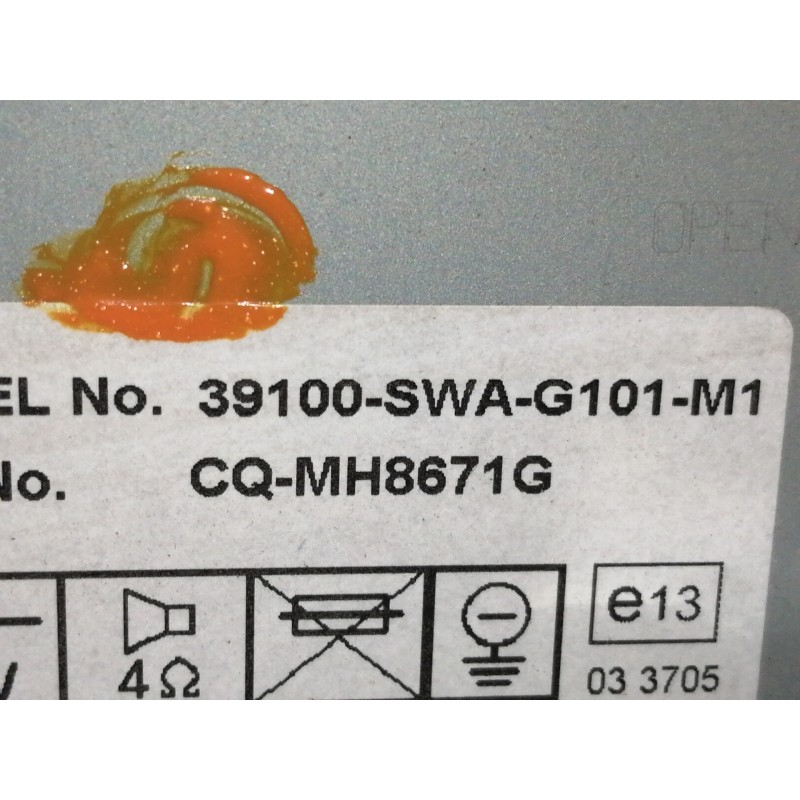 OPEN
EL No. 39100-SWA-G101-M1
No. CQ-MH8671G
4Ω
e13
03 3705